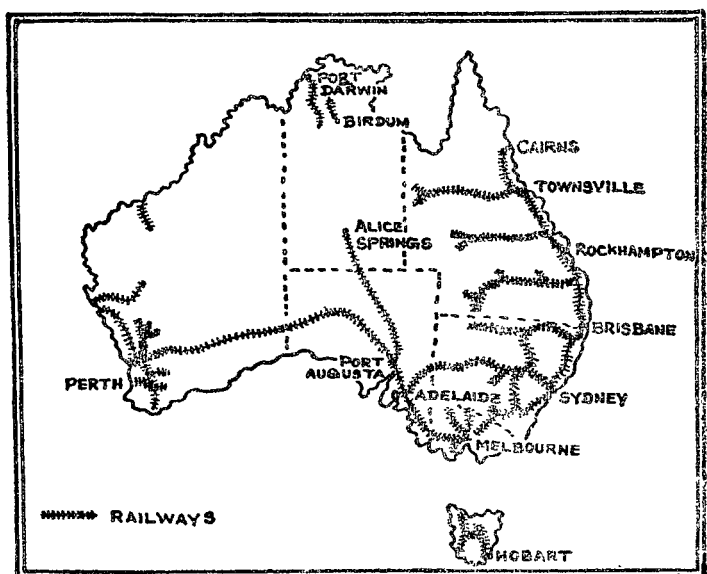 PORT
DARWIN
BIRDUM
CAIRNS
TOWNSVILLE
ALICE
SPRINGS
ROCKHAMPTON
BRISBANE
PORT
AUGUSTA
PERTH
ADELAIDE
SYDNEY
MELBOURNE
RAILWAYS
HOBART